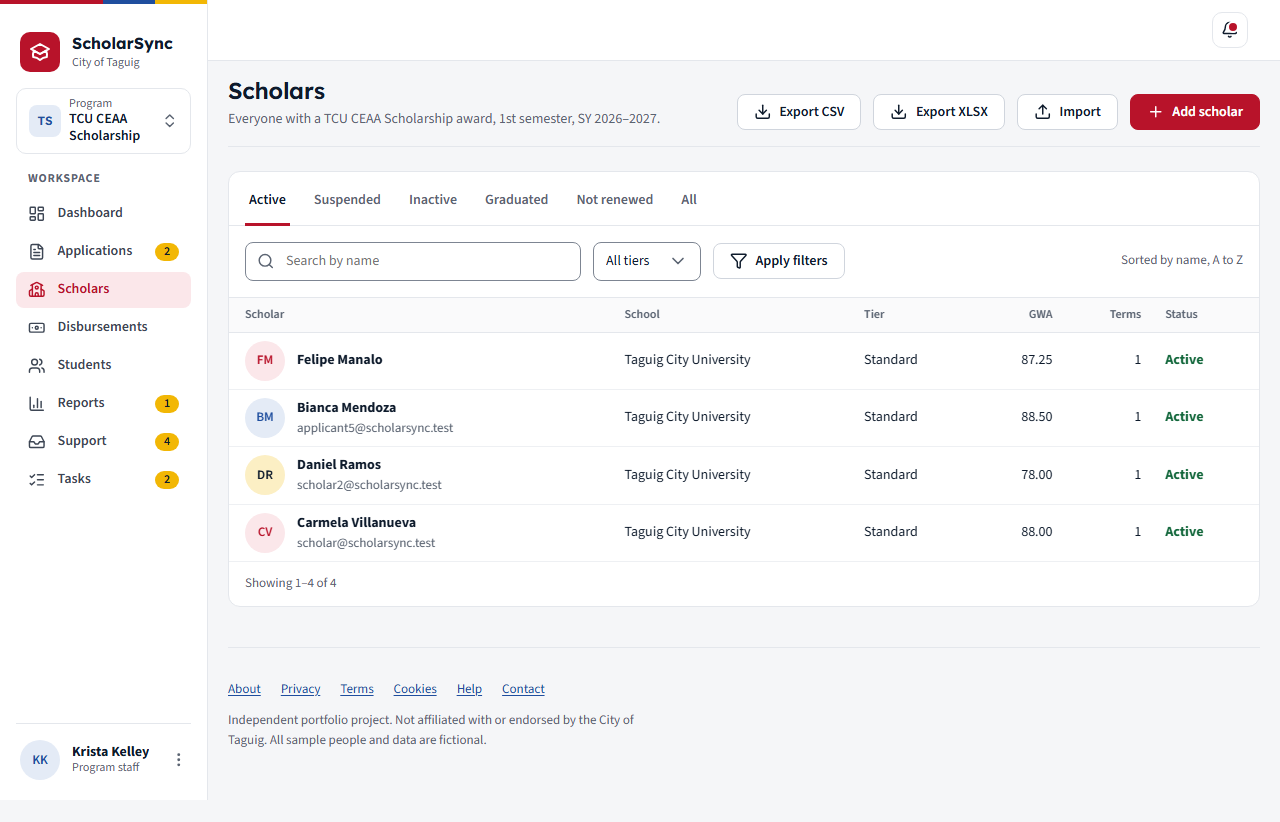 ScholarSync
City of Taguig
TS
Program
TCU CEAA
Scholarship
WORKSPACE
Dashboard
Applications 2
Scholars
Disbursements
Students
Reports 1
Support 4
Tasks 2
KK
Krista Kelley
Program staff
Scholars
Everyone with a TCU CEAA Scholarship award, 1st semester, SY 2026–2027.
Export CSV Export XLSX Import Add scholar
Active Suspended Inactive Graduated Not renewed All
Search by name All tiers Apply filters Sorted by name, A to Z
Scholar School Tier GWA Terms Status
FM Felipe Manalo Taguig City University Standard 87.25 1 Active
BM Bianca Mendoza Taguig City University Standard 88.50 1 Active
applicant5@scholarsync.test
DR Daniel Ramos Taguig City University Standard 78.00 1 Active
scholar2@scholarsync.test
CV Carmela Villanueva Taguig City University Standard 88.00 1 Active
scholar@scholarsync.test
Showing 1–4 of 4
About Privacy Terms Cookies Help Contact
Independent portfolio project. Not affiliated with or endorsed by the City of
Taguig. All sample people and data are fictional.